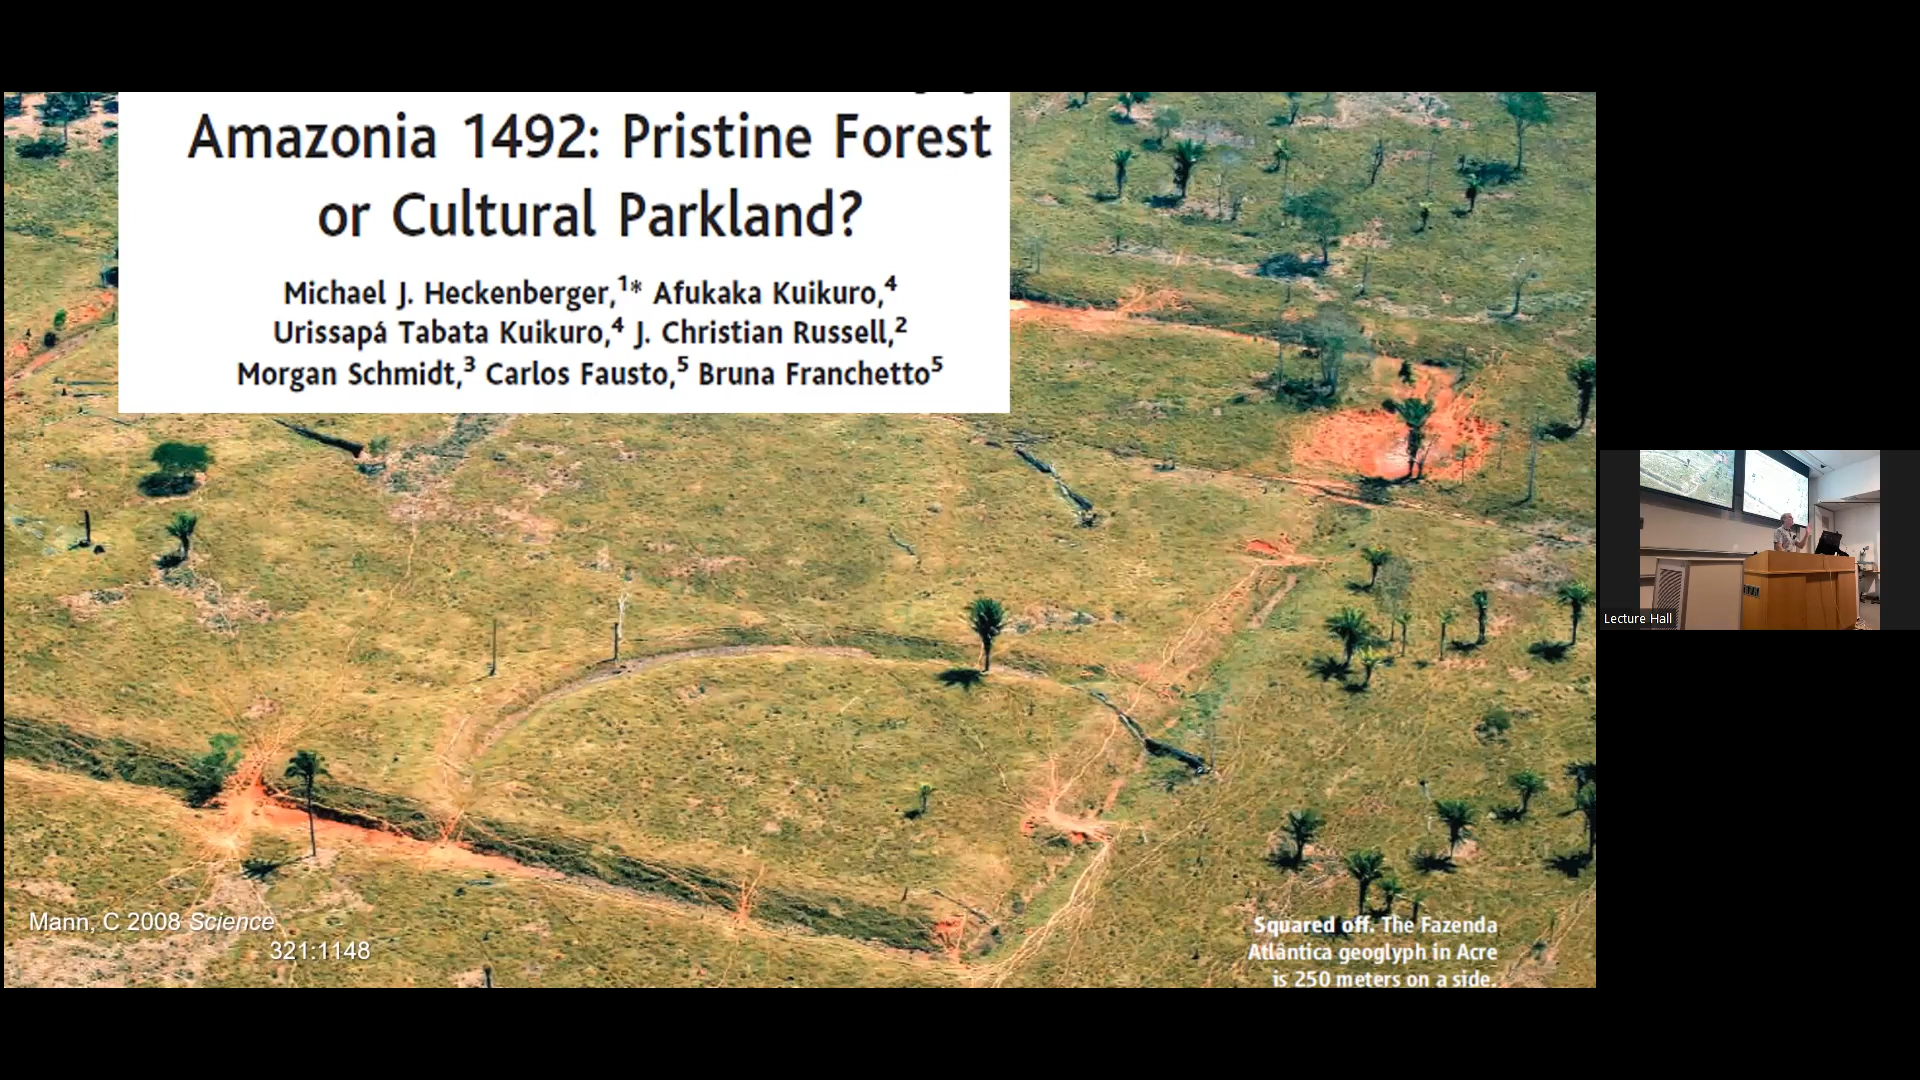 Amazonia 1492: Pristine Forest
or Cultural Parkland?
Michael J. Heckenberger,¹* Afukaka Kuikuro,⁴
Urissapá Tabata Kuikuro,⁴ J. Christian Russell,²
Morgan Schmidt,³ Carlos Fausto,⁵ Bruna Franchetto⁵
Mann, C 2008 Science
321:1148
Squared off. The Fazenda
Atlântica geoglyph in Acre
is 250 meters on a side.
Lecture Hall